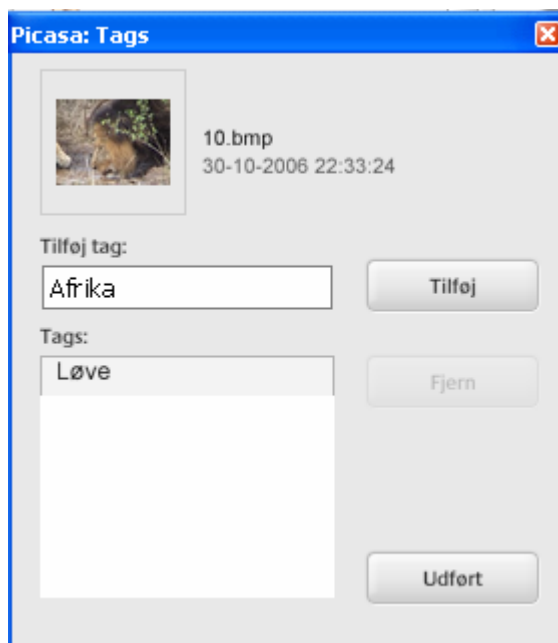 Picasa: Tags
10.bmp
30-10-2006 22:33:24
Tilføj tag:
Afrika
Tilføj
Tags:
Løve
Fjern
Udført